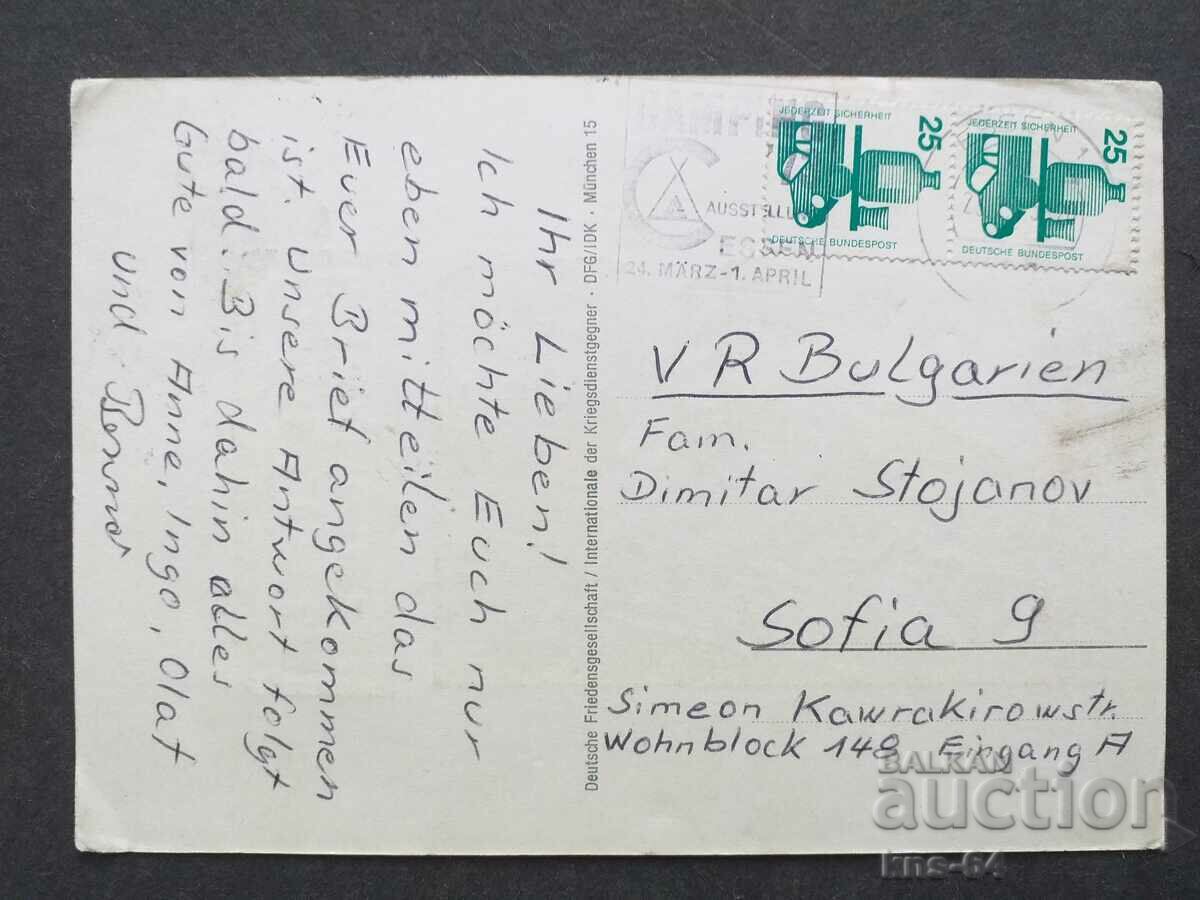 Ihr Lieben!
Ich möchte Euch nur
eben mitteilen das
Euer Brief angekommen
ist. Unsere Antwort folgt
bald. Bis dahin alles
Gute von Anne, Ingo, Olaf
und
Deutsche Friedensgesellschaft / Internationale der Kriegsdienstgegner · DFG/IDK · München 15
CAMPING
AUSSTELLUNG
ESSEN
24. MÄRZ-1. APRIL
JEDERZEIT SICHERHEIT
25
DEUTSCHE BUNDESPOST
JEDERZEIT SICHERHEIT
25
DEUTSCHE BUNDESPOST
V R Bulgarien
Fam.
Dimitar Stojanov
Sofia 9
Simeon Kawrakirowstr.
Wohnblock 148 Eingang A
BALKAN
auction
kns-64